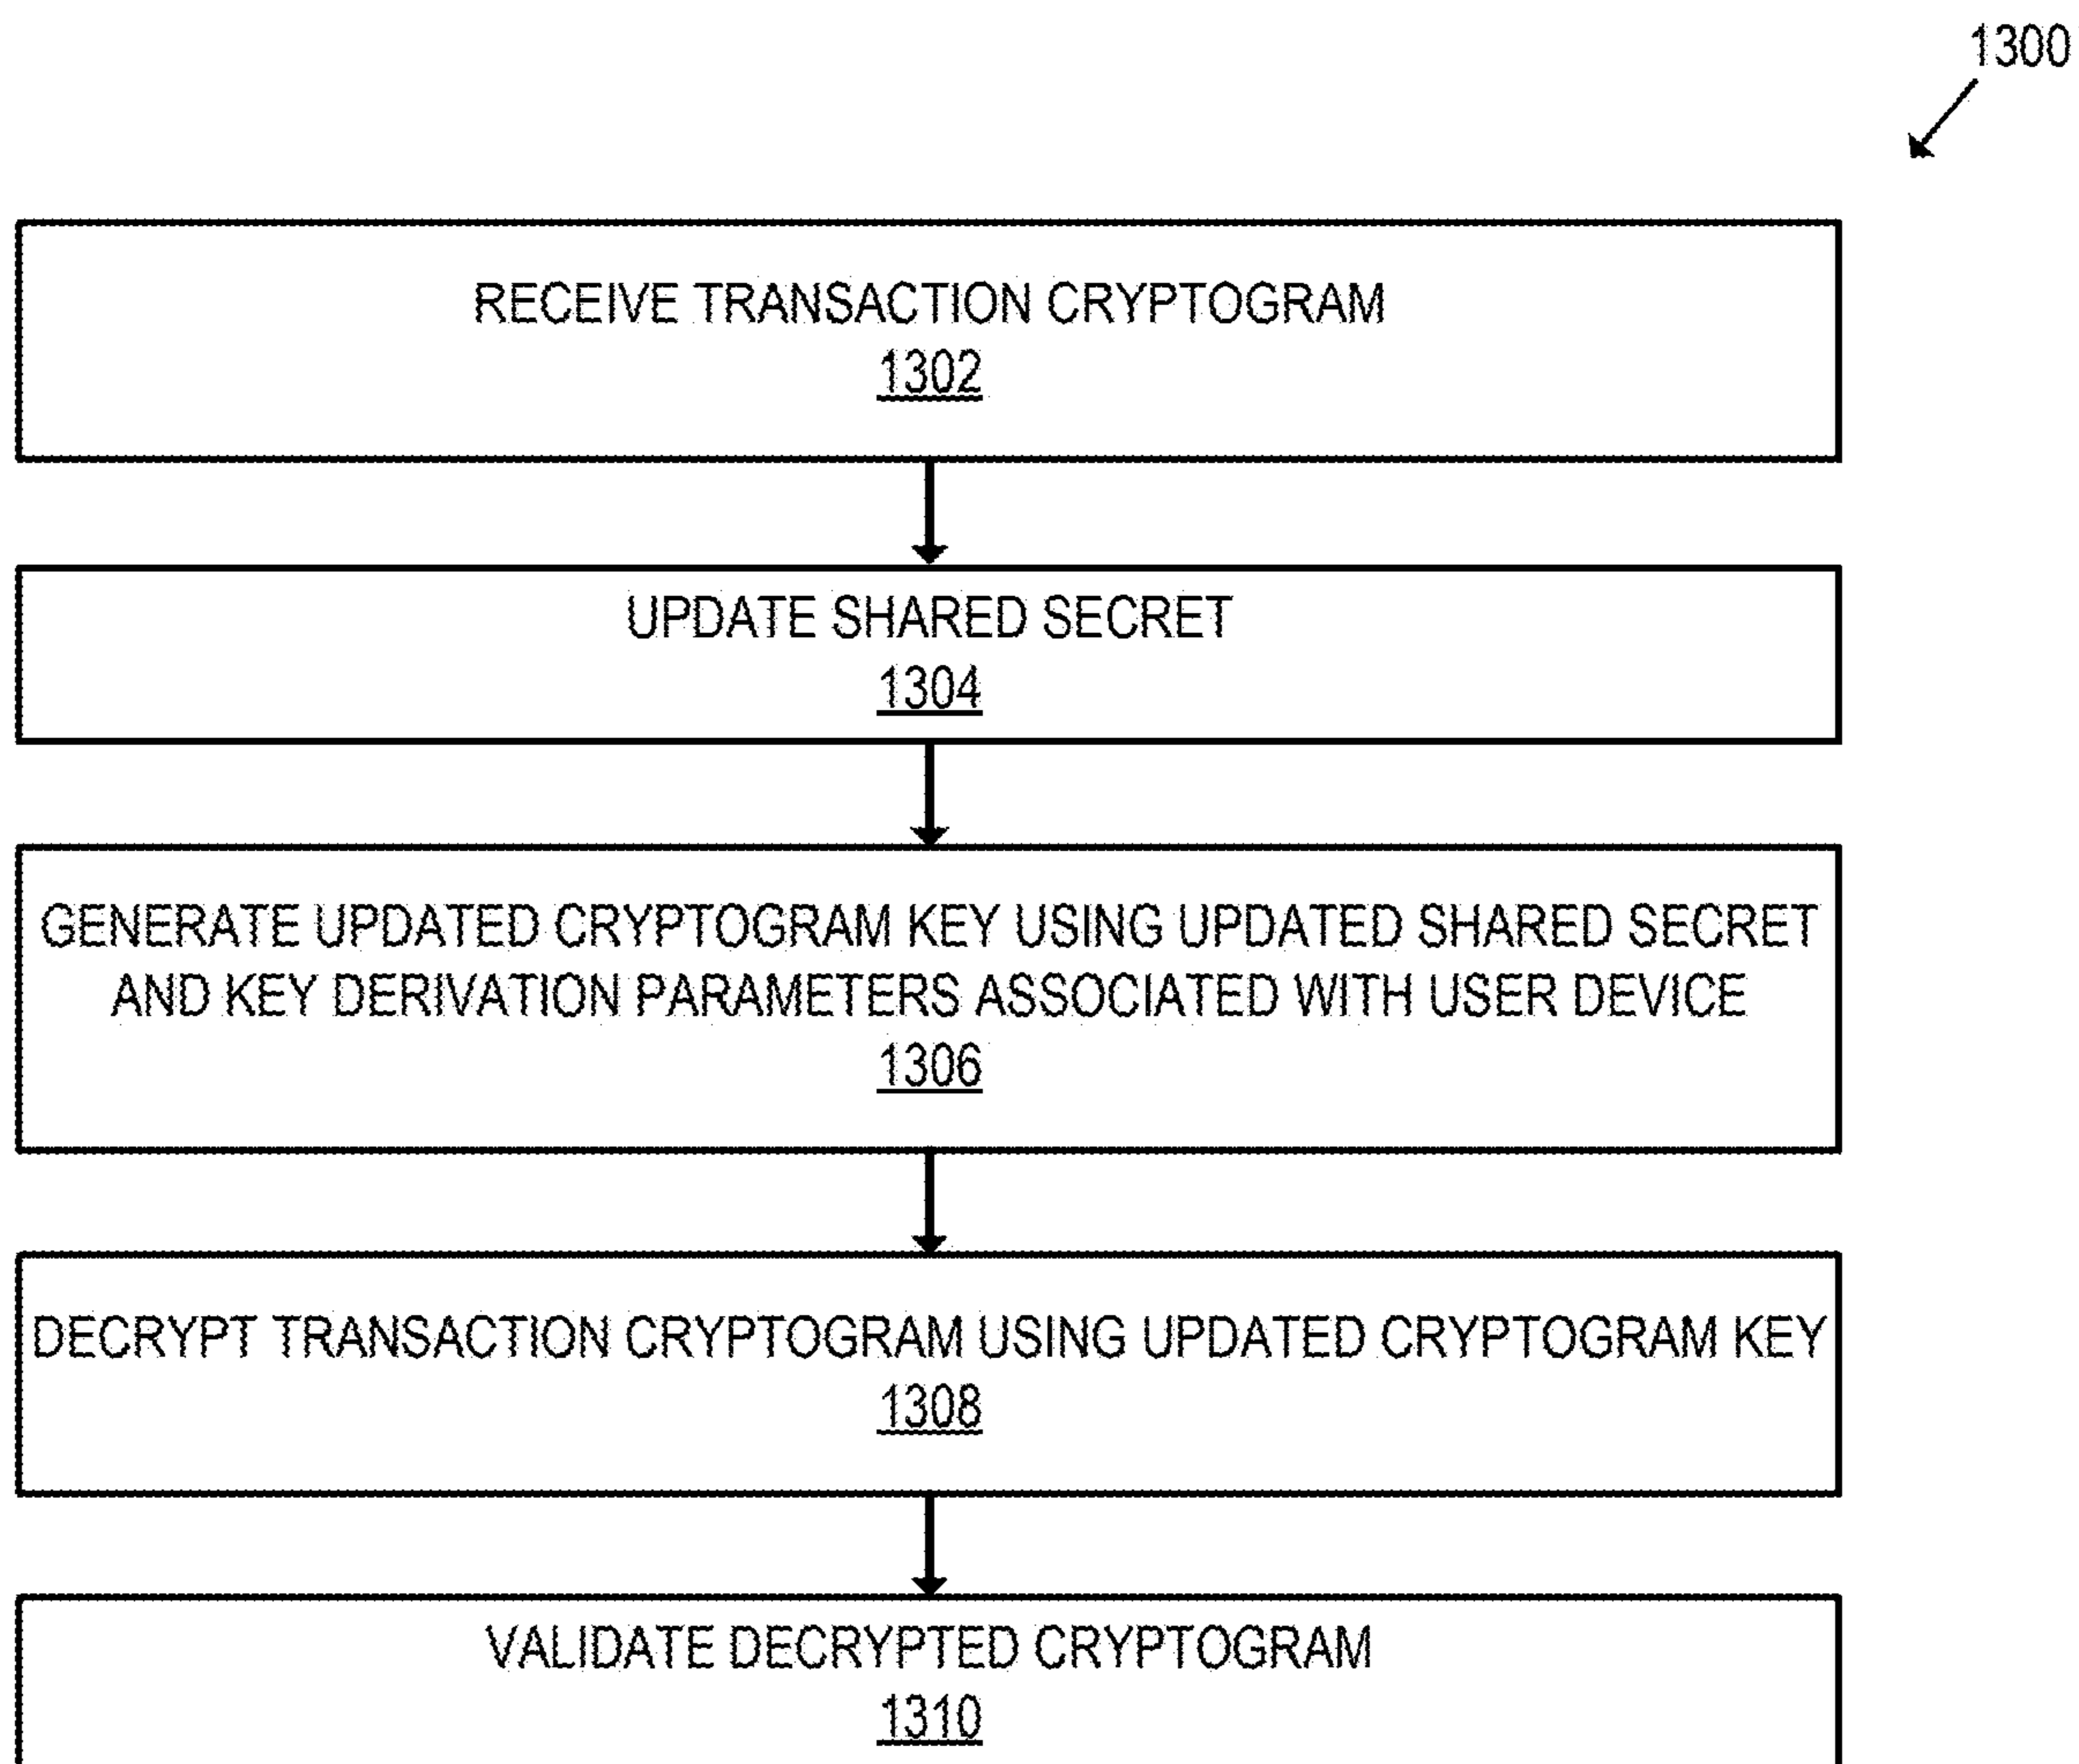 1300
RECEIVE TRANSACTION CRYPTOGRAM
1302
UPDATE SHARED SECRET
1304
GENERATE UPDATED CRYPTOGRAM KEY USING UPDATED SHARED SECRET
AND KEY DERIVATION PARAMETERS ASSOCIATED WITH USER DEVICE
1306
DECRYPT TRANSACTION CRYPTOGRAM USING UPDATED CRYPTOGRAM KEY
1308
VALIDATE DECRYPTED CRYPTOGRAM
1310